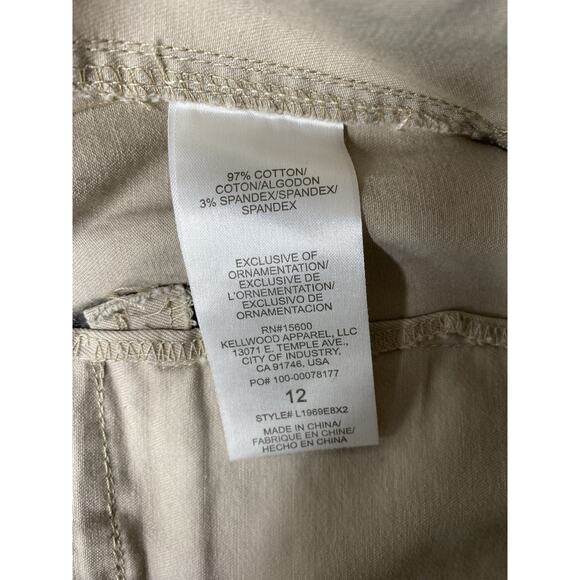 97% COTTON/
COTON/ALGODON
3% SPANDEX/SPANDEX/
SPANDEX
EXCLUSIVE OF
ORNAMENTATION/
EXCLUSIVE DE
L'ORNEMENTATION/
EXCLUSIVO DE
ORNAMENTACION
RN#15600
KELLWOOD APPAREL, LLC
13071 E. TEMPLE AVE.,
CITY OF INDUSTRY,
CA 91746, USA
PO# 100-00078177
12
STYLE# L1969E8X2
MADE IN CHINA/
FABRIQUE EN CHINE/
HECHO EN CHINA